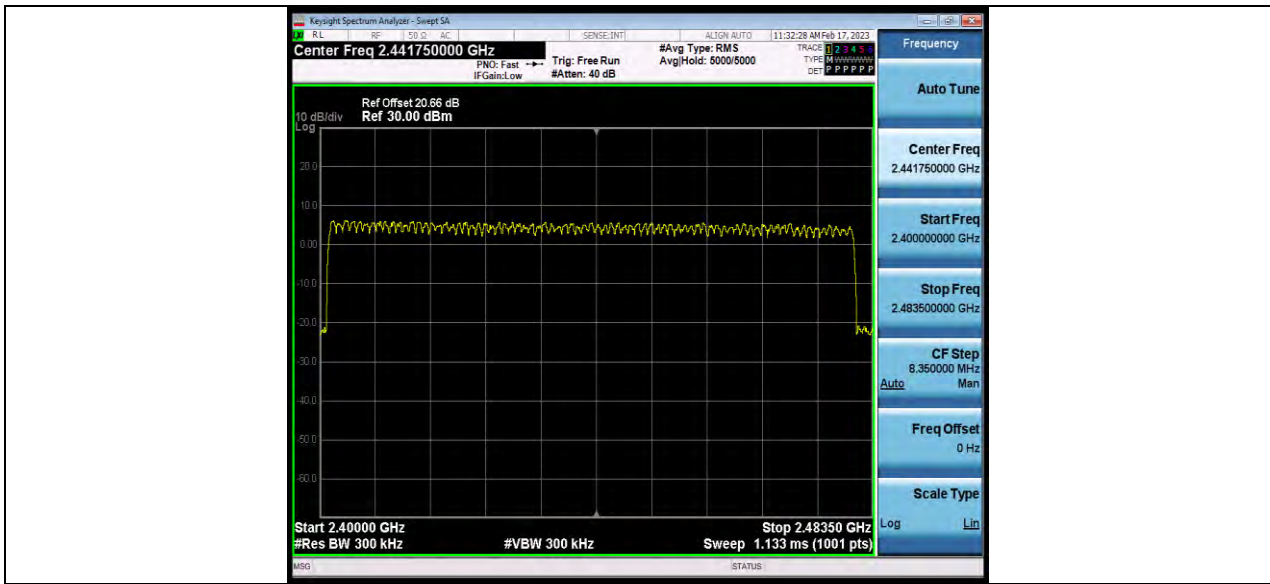 Keysight Spectrum Analyzer - Swept SA
RL RF 50 Ω AC SENSE:INT ALIGN AUTO 11:32:28 AM Feb 17, 2023
Center Freq 2.441750000 GHz
PNO: Fast
IFGain:Low
Trig: Free Run
#Atten: 40 dB
#Avg Type: RMS
Avg|Hold: 5000/5000
TRACE 1 2 3 4 5 6
TYPE M WWWWW
DET P P P P P P
Ref Offset 20.66 dB
10 dB/div Ref 30.00 dBm
Log
20.0
10.0
0.00
-10.0
-20.0
-30.0
-40.0
-50.0
-60.0
Start 2.40000 GHz Stop 2.48350 GHz
#Res BW 300 kHz #VBW 300 kHz Sweep 1.133 ms (1001 pts)
MSG STATUS
Frequency
Auto Tune
Center Freq
2.441750000 GHz
Start Freq
2.400000000 GHz
Stop Freq
2.483500000 GHz
CF Step
8.350000 MHz
Auto Man
Freq Offset
0 Hz
Scale Type
Log Lin